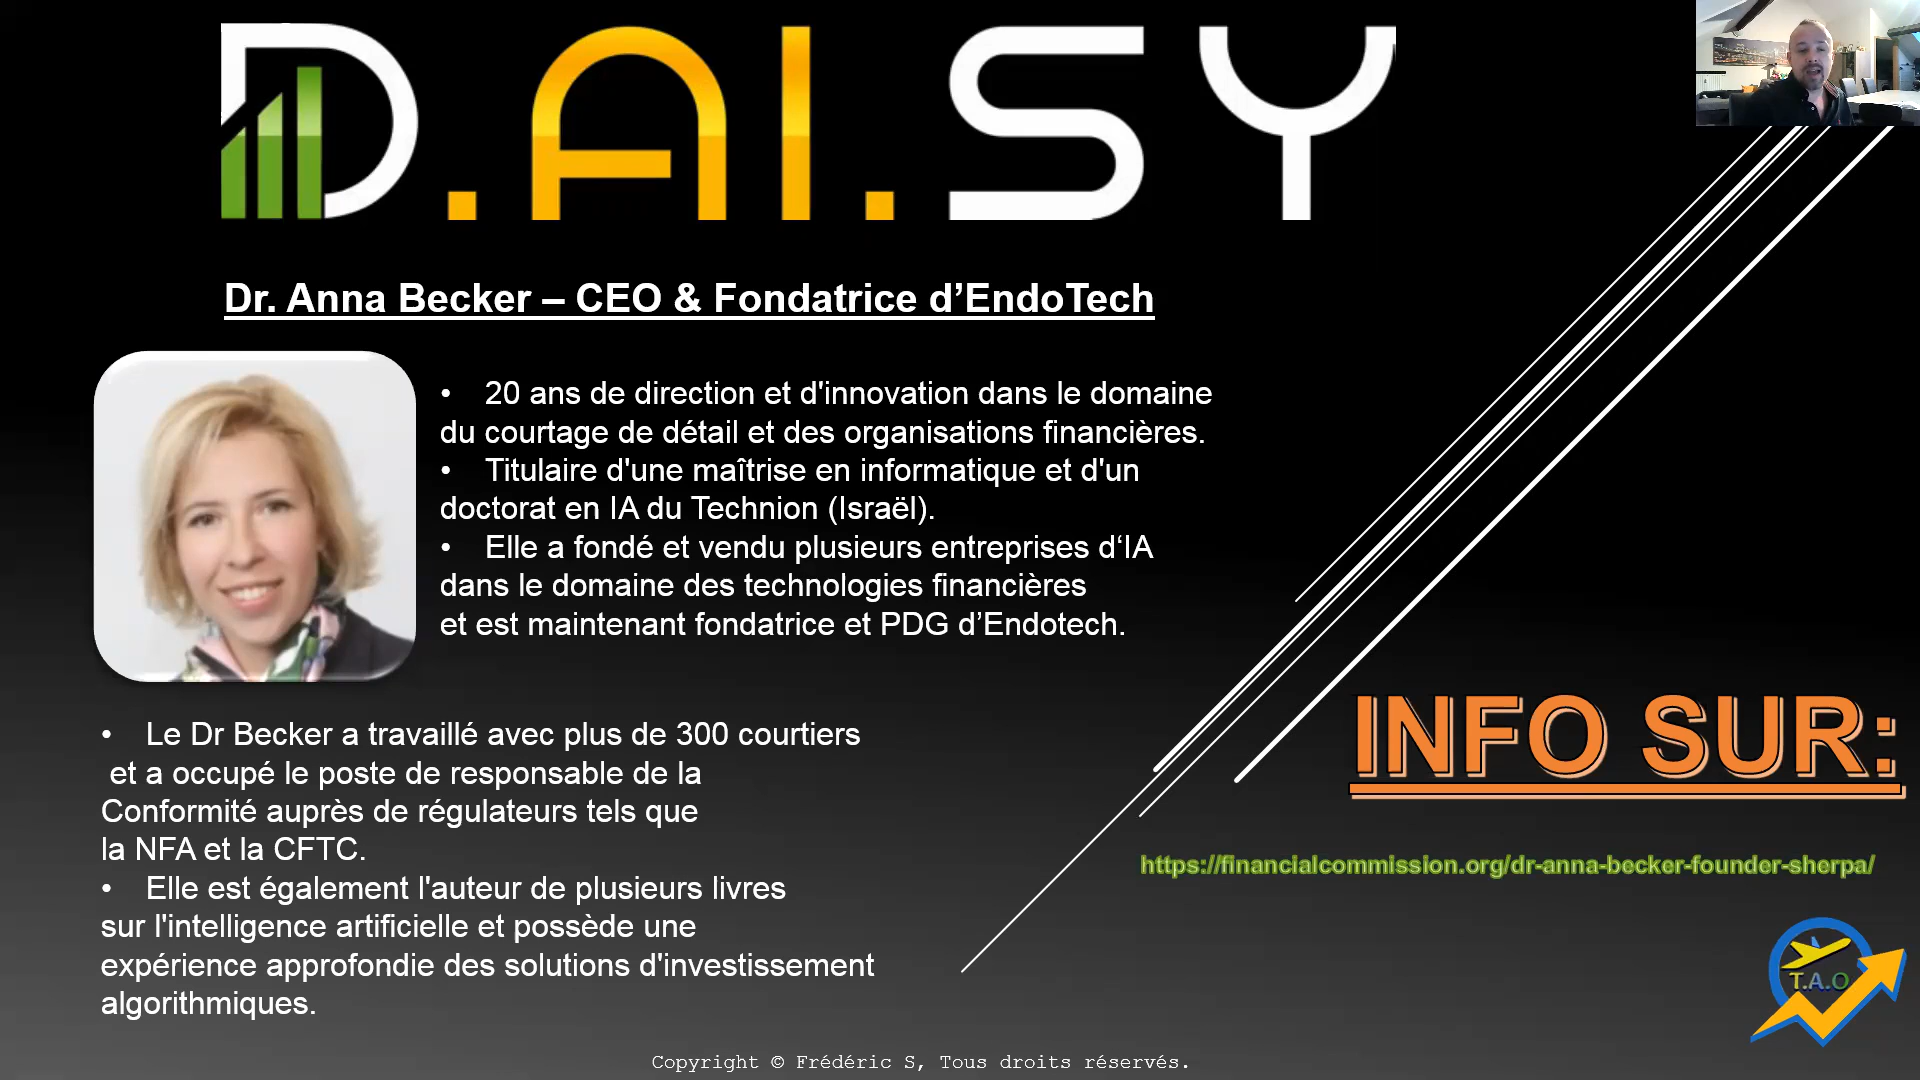 D.AI.SY
Dr. Anna Becker – CEO & Fondatrice d’EndoTech
• 20 ans de direction et d'innovation dans le domaine
du courtage de détail et des organisations financières.
• Titulaire d'une maîtrise en informatique et d'un
doctorat en IA du Technion (Israël).
• Elle a fondé et vendu plusieurs entreprises d‘IA
dans le domaine des technologies financières
et est maintenant fondatrice et PDG d’Endotech.
• Le Dr Becker a travaillé avec plus de 300 courtiers
et a occupé le poste de responsable de la
Conformité auprès de régulateurs tels que
la NFA et la CFTC.
• Elle est également l'auteur de plusieurs livres
sur l'intelligence artificielle et possède une
expérience approfondie des solutions d'investissement
algorithmiques.
INFO SUR:
https://financialcommission.org/dr-anna-becker-founder-sherpa/
T.A.O
Copyright © Frédéric S, Tous droits réservés.